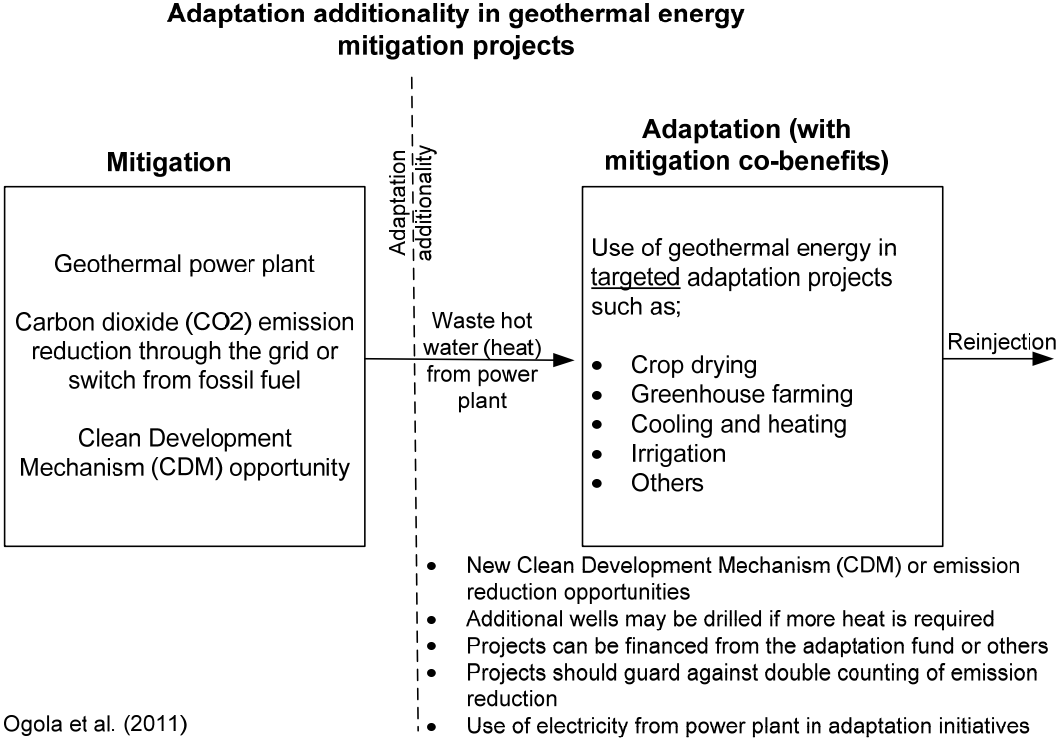 Adaptation additionality in geothermal energy
mitigation projects
Mitigation
Geothermal power plant
Carbon dioxide (CO2) emission
reduction through the grid or
switch from fossil fuel
Clean Development
Mechanism (CDM) opportunity
Adaptation
additionality
Waste hot
water (heat)
from power
plant
Adaptation (with
mitigation co-benefits)
Use of geothermal energy in
targeted adaptation projects
such as;
• Crop drying
• Greenhouse farming
• Cooling and heating
• Irrigation
• Others
Reinjection
• New Clean Development Mechanism (CDM) or emission
reduction opportunities
• Additional wells may be drilled if more heat is required
• Projects can be financed from the adaptation fund or others
• Projects should guard against double counting of emission
reduction
• Use of electricity from power plant in adaptation initiatives
Ogola et al. (2011)